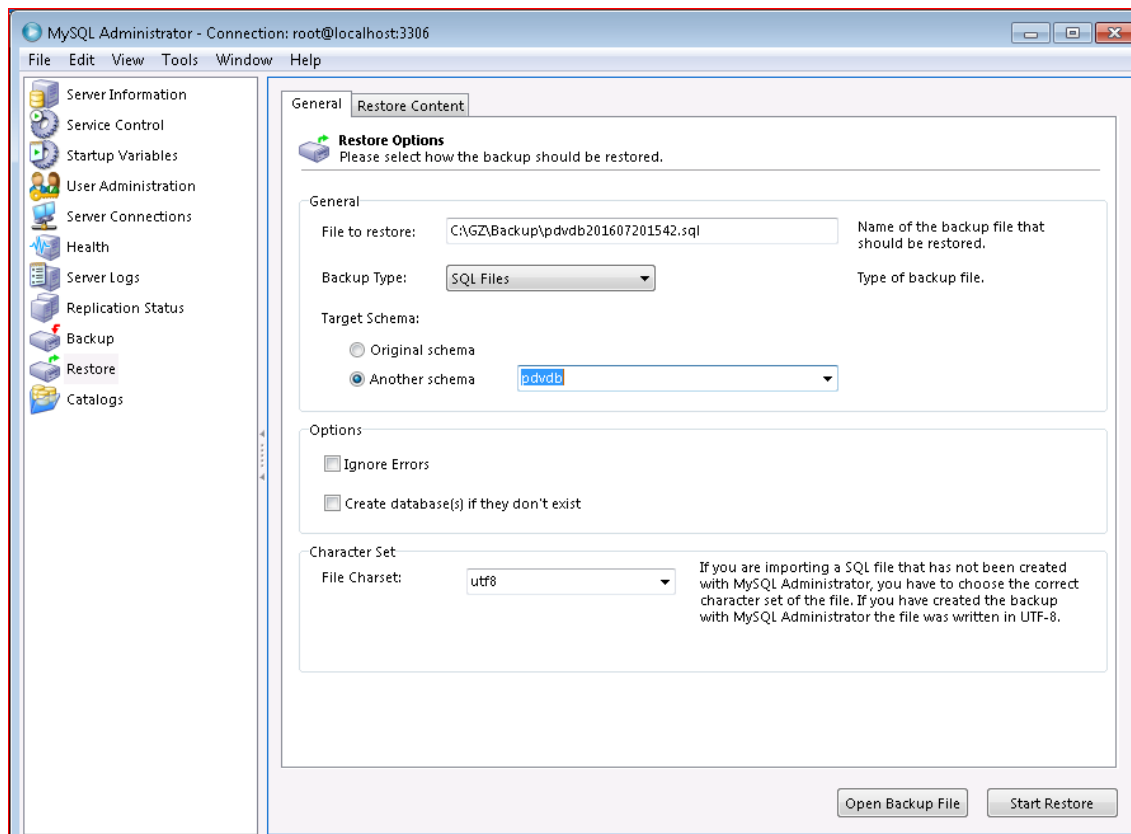 MySQL Administrator - Connection: root@localhost:3306
File Edit View Tools Window Help
Server Information
Service Control
Startup Variables
User Administration
Server Connections
Health
Server Logs
Replication Status
Backup
Restore
Catalogs
General Restore Content
Restore Options
Please select how the backup should be restored.
General
File to restore: C:\GZ\Backup\pdvdb201607201542.sql Name of the backup file that
should be restored.
Backup Type: SQL Files Type of backup file.
Target Schema:
Original schema
Another schema pdvdb
Options
Ignore Errors
Create database(s) if they don't exist
Character Set
File Charset: utf8
If you are importing a SQL file that has not been created
with MySQL Administrator, you have to choose the correct
character set of the file. If you have created the backup
with MySQL Administrator the file was written in UTF-8.
Open Backup File Start Restore